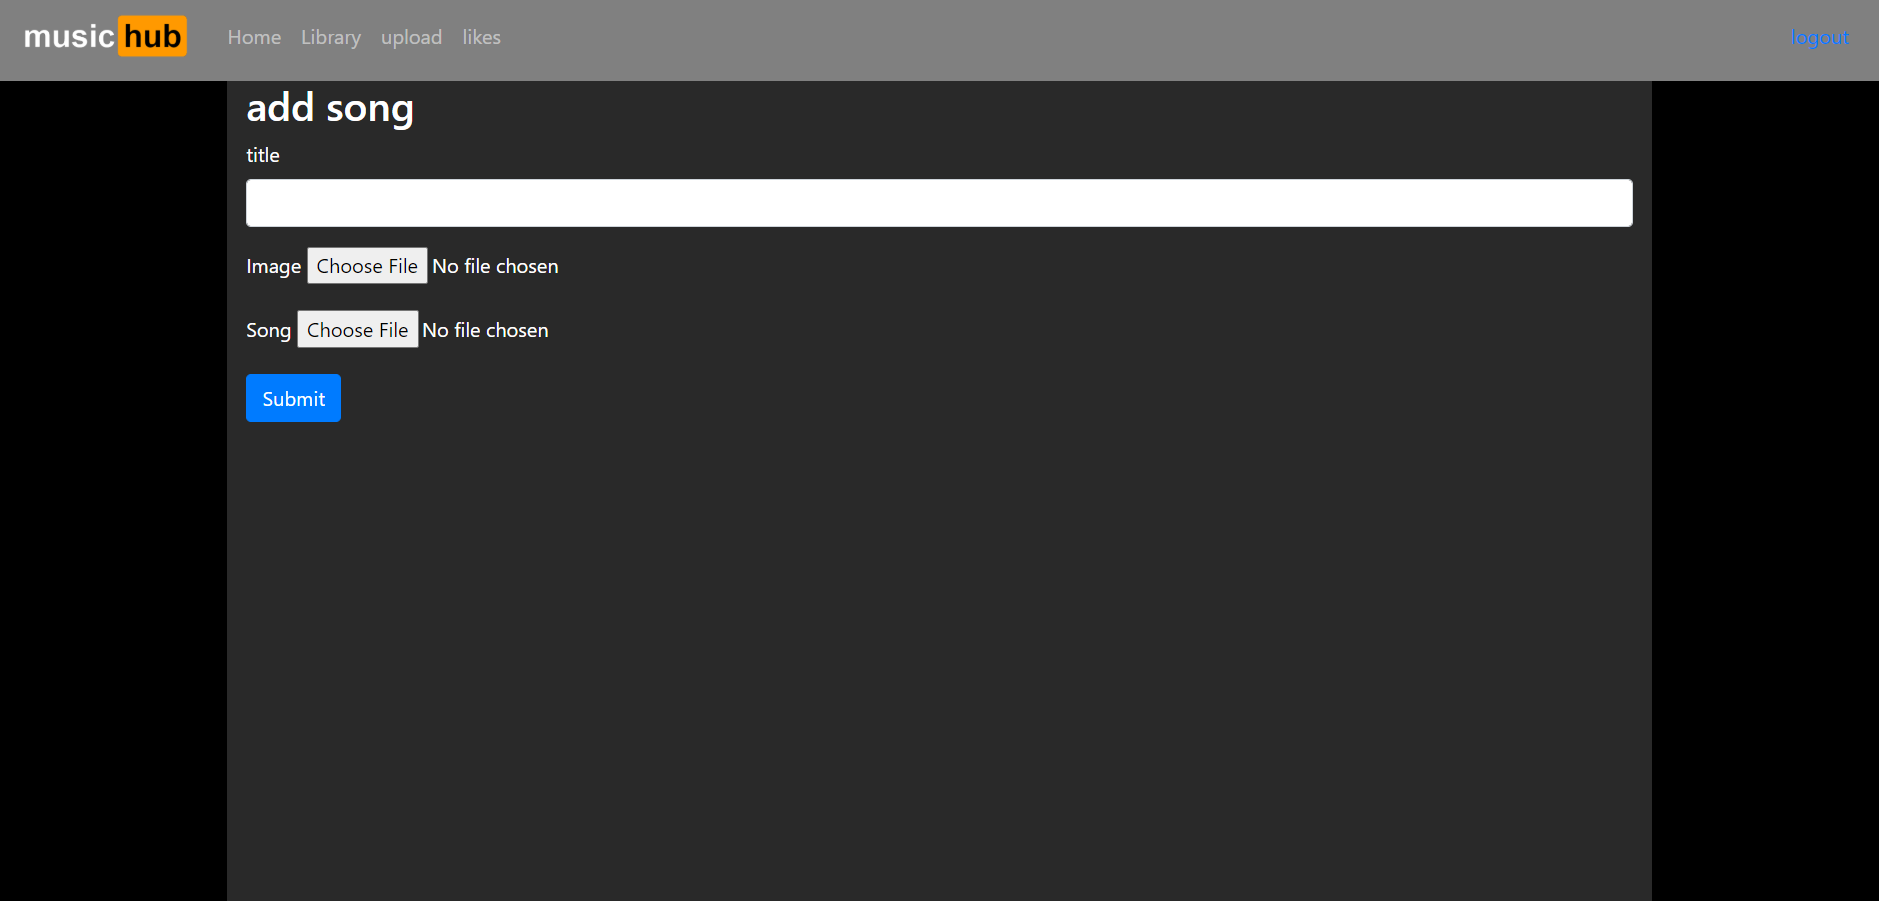 music hub Home Library upload likes logout
add song
title
Image Choose File No file chosen
Song Choose File No file chosen
Submit